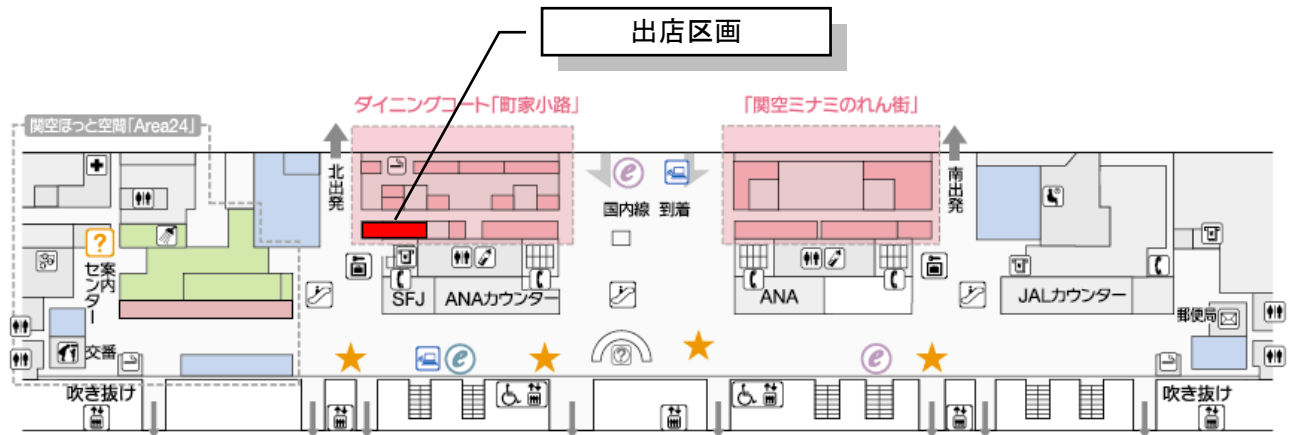 出店区画
ダイニングコート「町家小路」
「関空ミナミのれん街」
関空ほっと空間「Area24」
北出発
e
国内線 到着
南出発
?
案内
センター
SFJ
ANAカウンター
ANA
JALカウンター
郵便局
交番
e
?
e
吹き抜け
吹き抜け